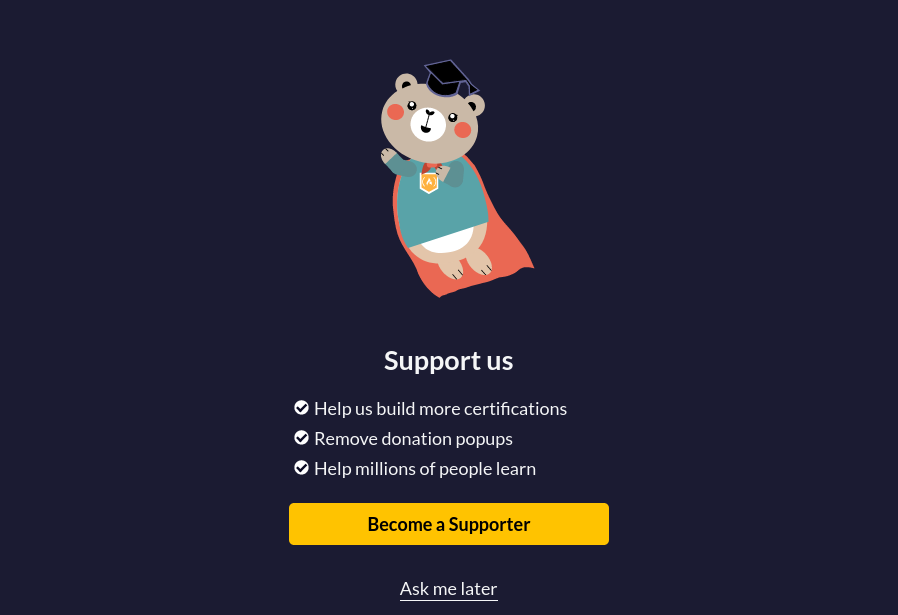 Support us
Help us build more certifications
Remove donation popups
Help millions of people learn
Become a Supporter
Ask me later